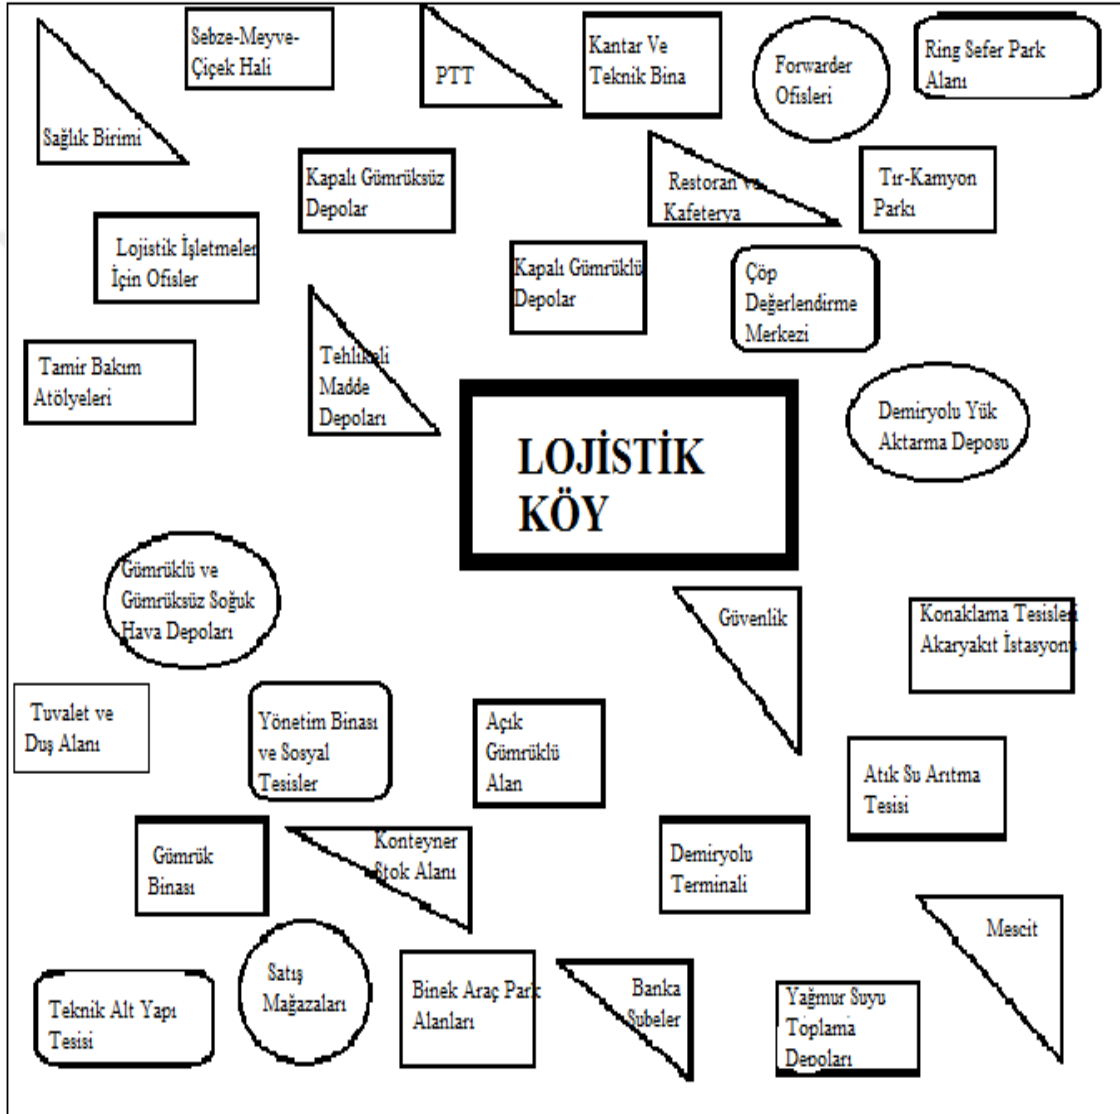 Sebze-Meyve-
Çiçek Hali
PTT
Kantar Ve
Teknik Bina
Forwarder
Ofisleri
Ring Sefer Park
Alanı
Sağlık Birimi
Kapalı Gümrüksüz
Depolar
Restoran ve
Kafeterya
Tır-Kamyon
Parkı
Lojistik İşletmeler
İçin Ofisler
Kapalı Gümrüklü
Depolar
Çöp
Değerlendirme
Merkezi
Tamir Bakım
Atölyeleri
Tehlikeli
Madde
Depoları
Demiryolu Yük
Aktarma Deposu
LOJİSTİK
KÖY
Gümrüklü ve
Gümrüksüz Soğuk
Hava Depoları
Güvenlik
Konaklama Tesisleri
Akaryakıt İstasyonu
Tuvalet ve
Duş Alanı
Yönetim Binası
ve Sosyal
Tesisler
Açık
Gümrüklü
Alan
Atık Su Arıtma
Tesisi
Gümrük
Binası
Konteyner
Stok Alanı
Demiryolu
Terminali
Mescit
Teknik Alt Yapı
Tesisi
Satış
Mağazaları
Binek Araç Park
Alanları
Banka
Şubeler
Yağmur Suyu
Toplama
Depoları